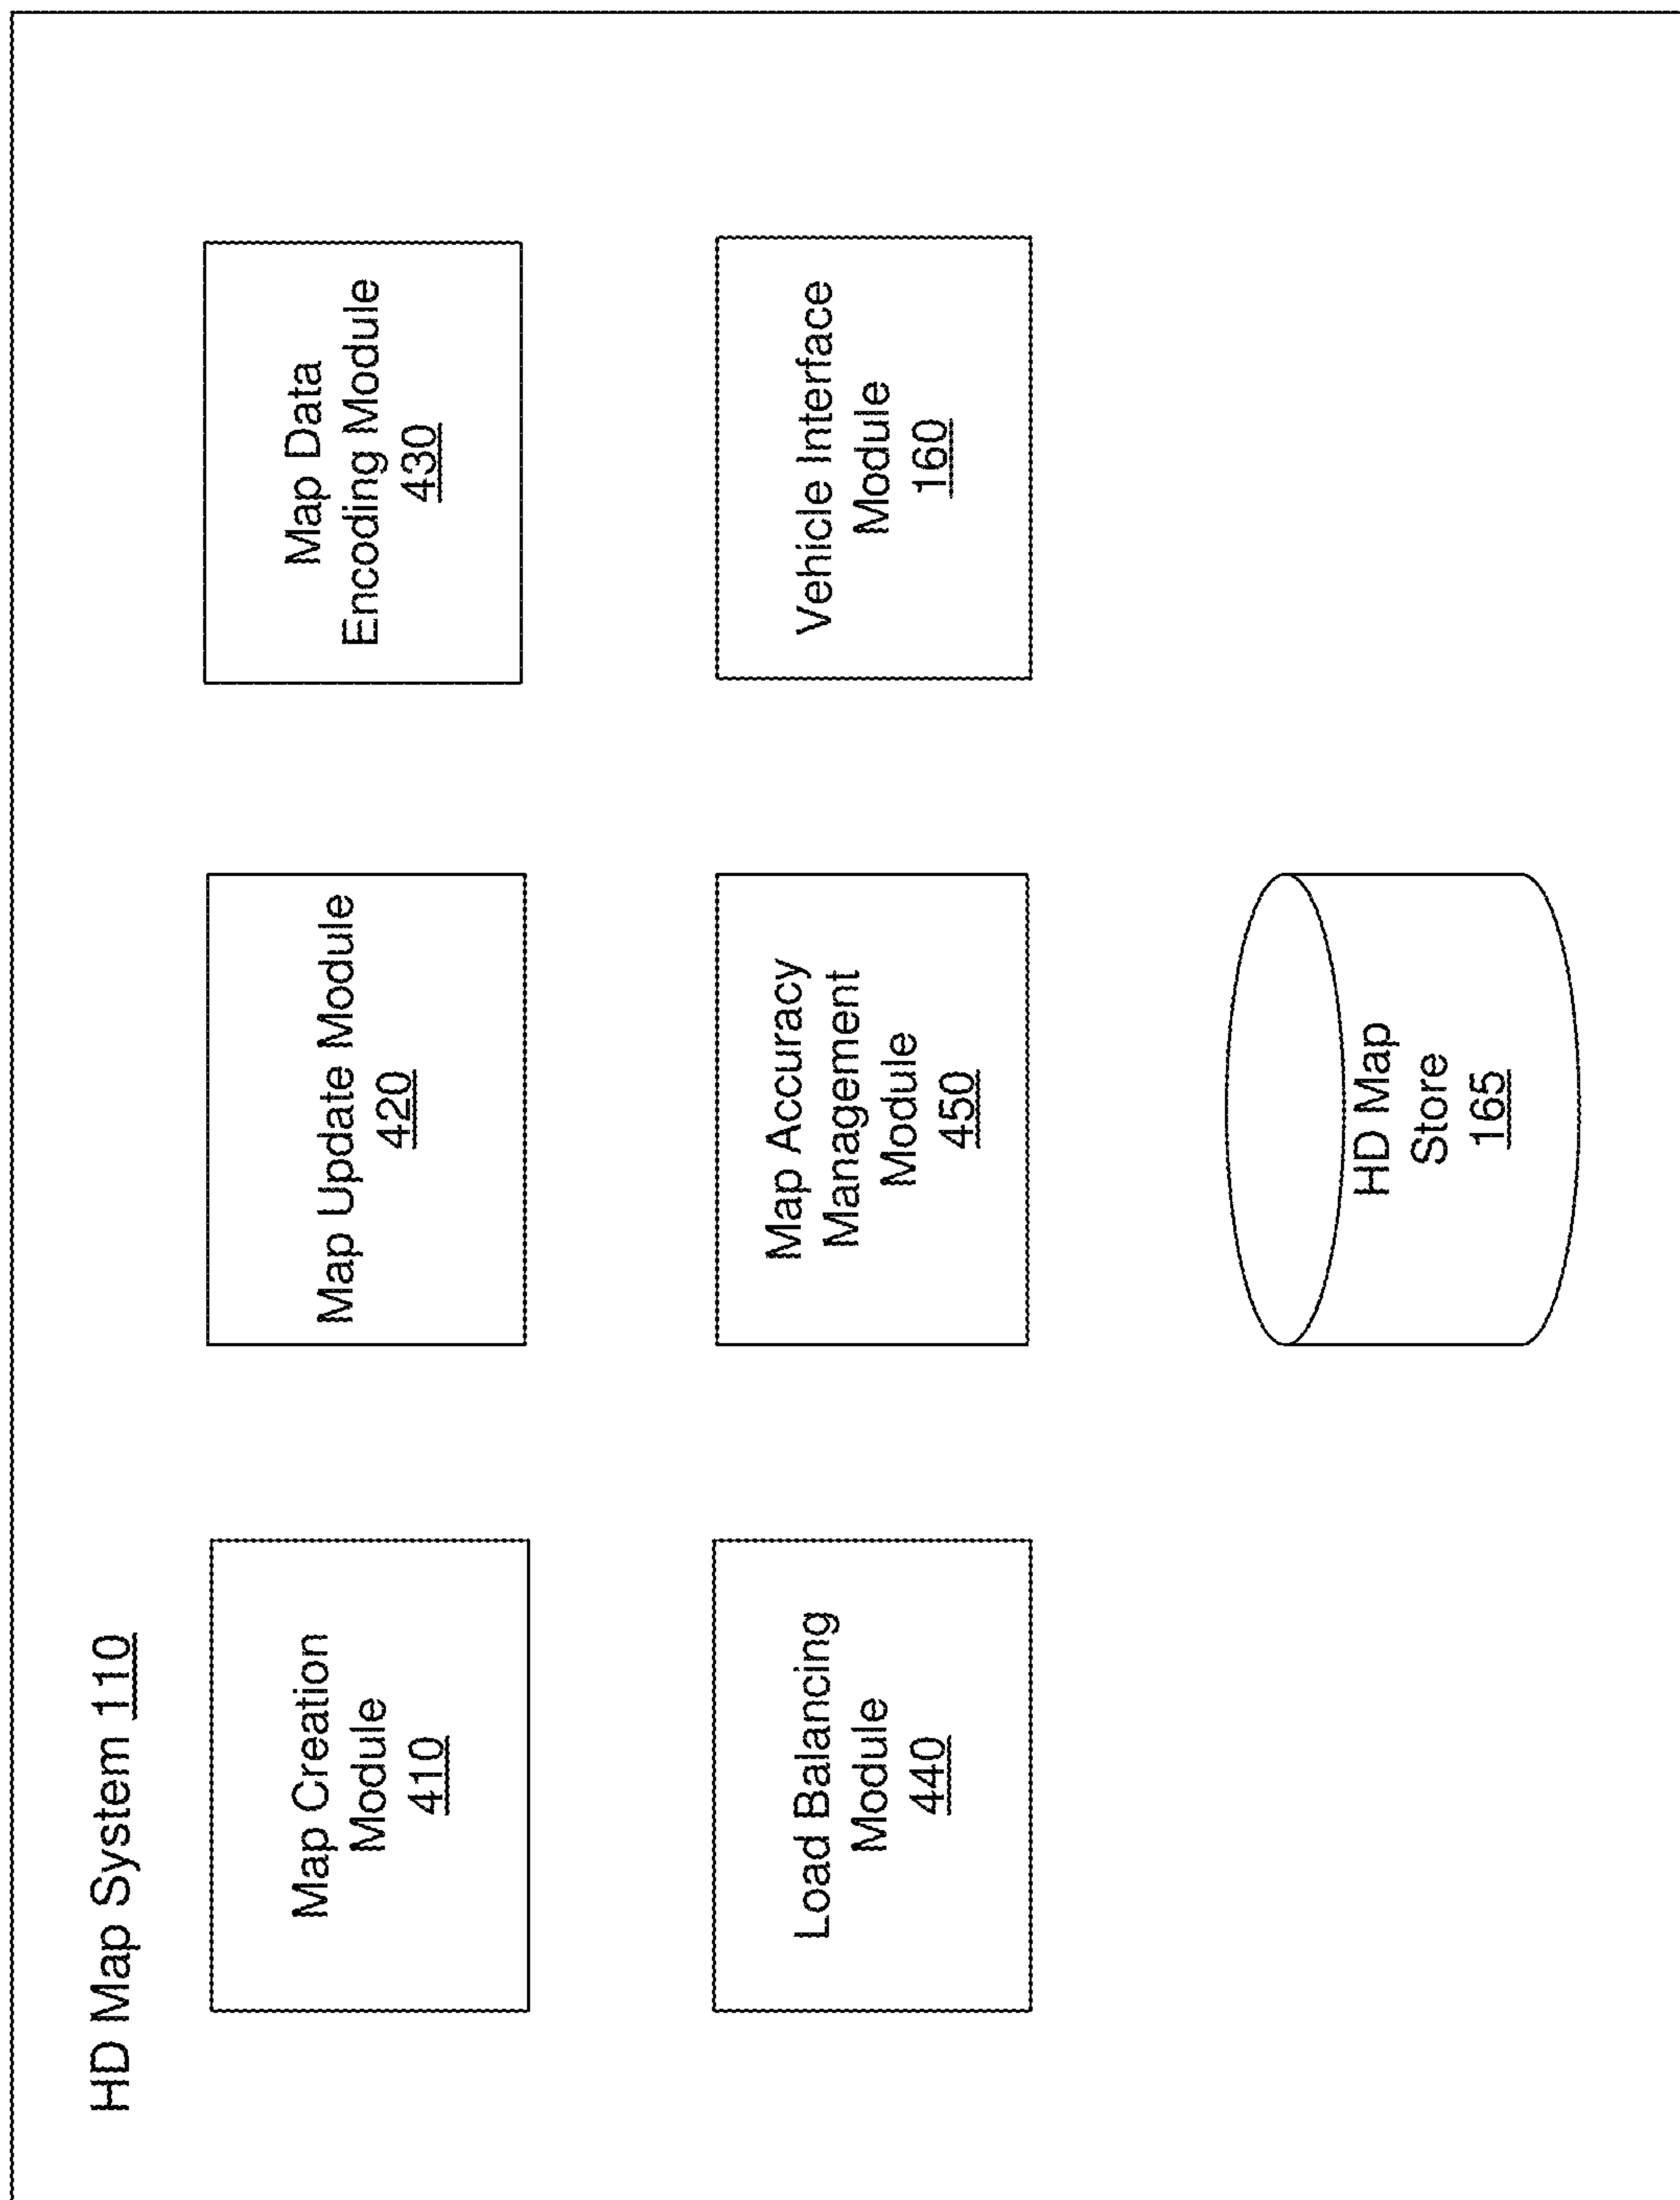 HD Map System 110
Map Creation
Module
410
Map Update Module
420
Map Data
Encoding Module
430
Load Balancing
Module
440
Map Accuracy
Management
Module
450
Vehicle Interface
Module
160
HD Map
Store
165